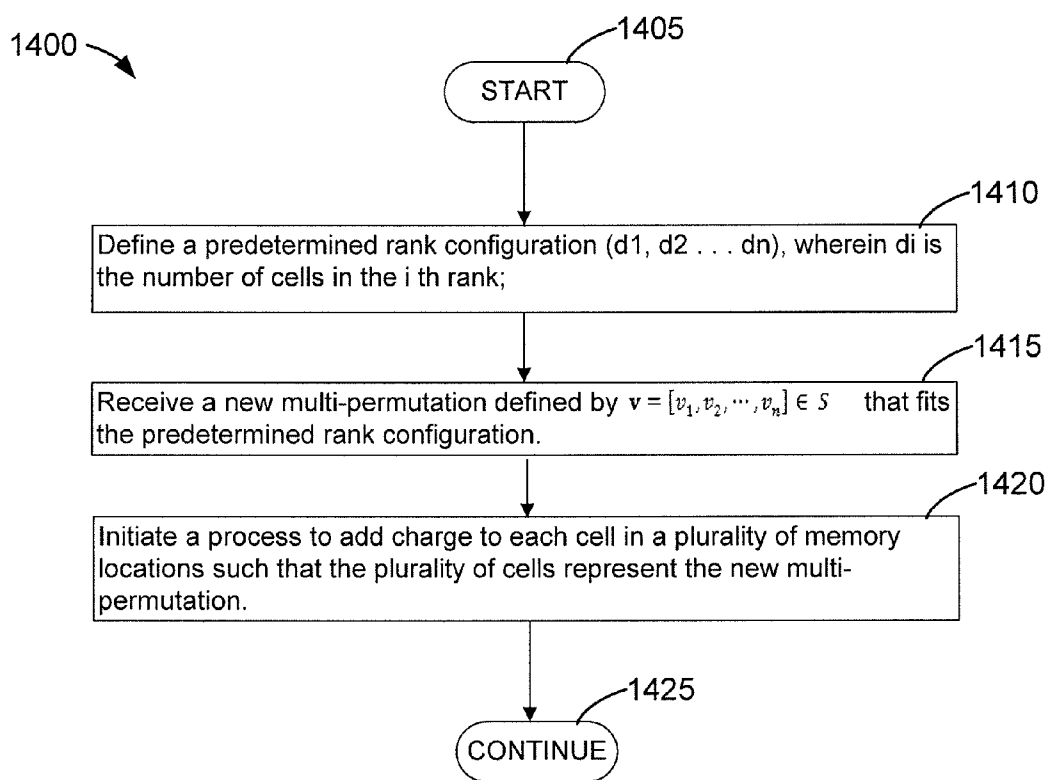 1400
1405
START
1410
Define a predetermined rank configuration (d1, d2 . . . dn), wherein di is
the number of cells in the i th rank;
1415
Receive a new multi-permutation defined by v = [v₁, v₂, ⋯, vₙ] ∈ S that fits
the predetermined rank configuration.
1420
Initiate a process to add charge to each cell in a plurality of memory
locations such that the plurality of cells represent the new multi-
permutation.
1425
CONTINUE